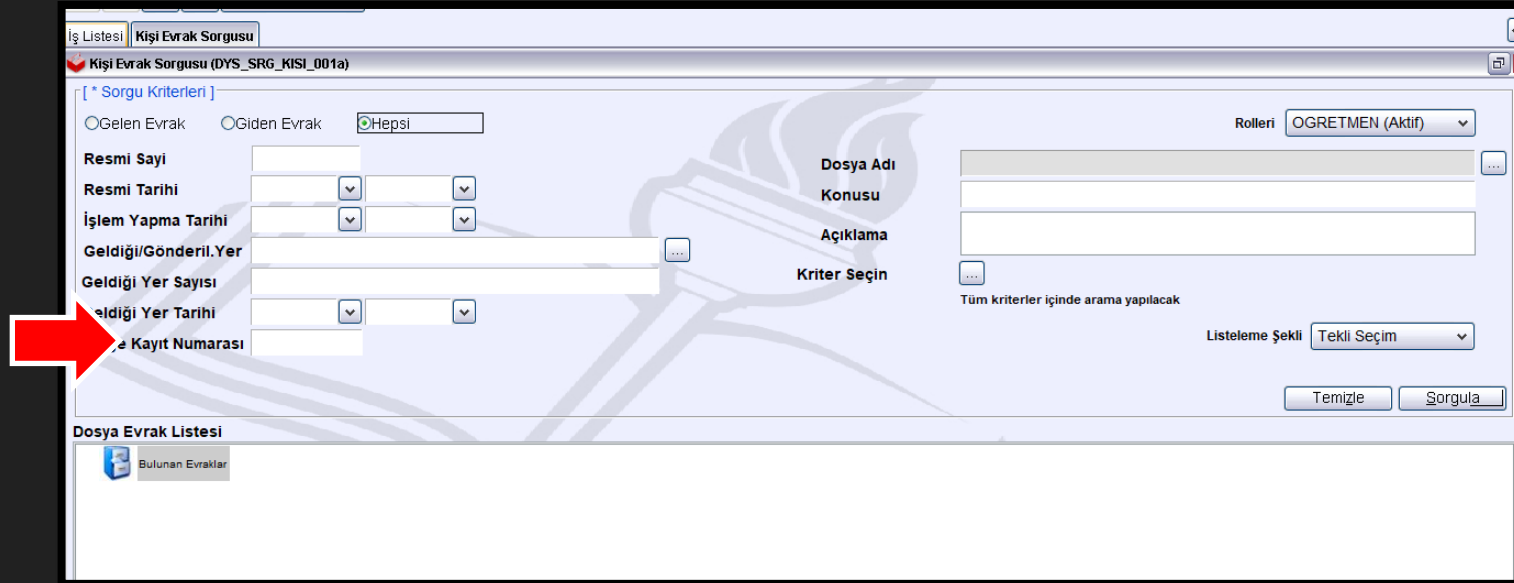 İş Listesi Kişi Evrak Sorgusu
Kişi Evrak Sorgusu (DYS_SRG_KISI_001a)
[ * Sorgu Kriterleri ]
Gelen Evrak Giden Evrak Hepsi
Rolleri OGRETMEN (Aktif)
Resmi Sayi
Resmi Tarihi
İşlem Yapma Tarihi
Geldiği/Gönderil.Yer ...
Geldiği Yer Sayısı
Yer Tarihi
Kayıt Numarası
Dosya Adı ...
Konusu
Açıklama
Kriter Seçin ...
Tüm kriterler içinde arama yapılacak
Listeleme Şekli Tekli Seçim
Temizle Sorgula
Dosya Evrak Listesi
Bulunan Evraklar